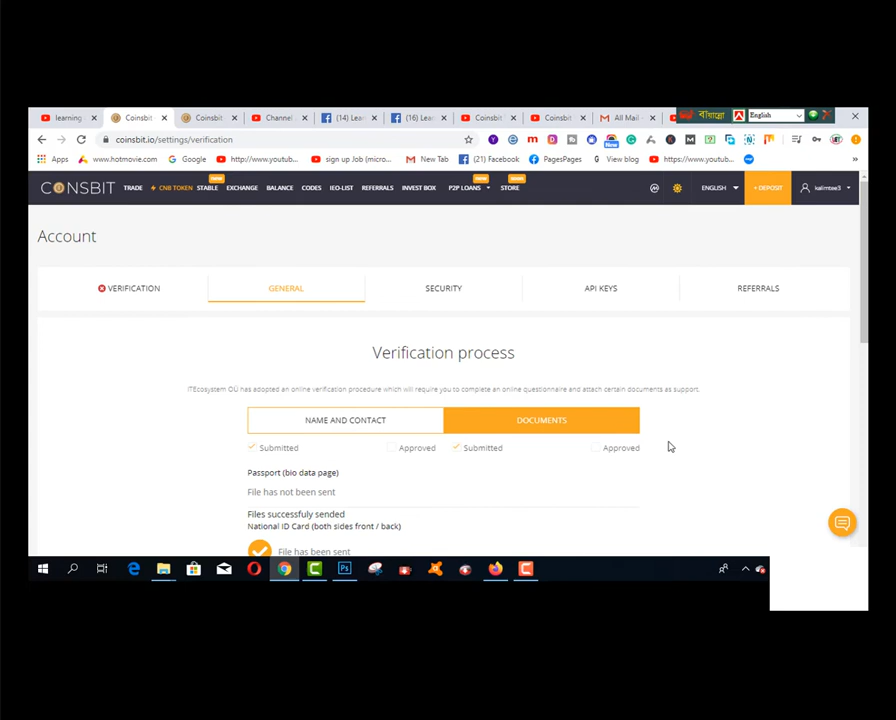 learning
Coinsbit
Coinsbit
Channel
(14) Lea
(16) Lea
Coinsbit
Coinsbit
All Mail
English
coinsbit.io/settings/verification
Apps
www.hotmovie.com
Google
http://www.youtub...
sign up Job (micro...
New Tab
(21) Facebook
PagesPages
View blog
https://www.youtub...
»
CONSBIT
TRADE
CNB TOKEN
STABLE
EXCHANGE
BALANCE
CODES
IEO-LIST
REFERRALS
INVEST BOX
P2P LOANS
STORE
ENGLISH
+ DEPOSIT
kalimtee3
Account
VERIFICATION
GENERAL
SECURITY
API KEYS
REFERRALS
Verification process
ITEcosystem OÜ has adopted an online verification procedure which will require you to complete an online questionnaire and attach certain documents as support.
NAME AND CONTACT
DOCUMENTS
Submitted
Approved
Submitted
Approved
Passport (bio data page)
File has not been sent
Files successfuly sended
National ID Card (both sides front / back)
File has been sent